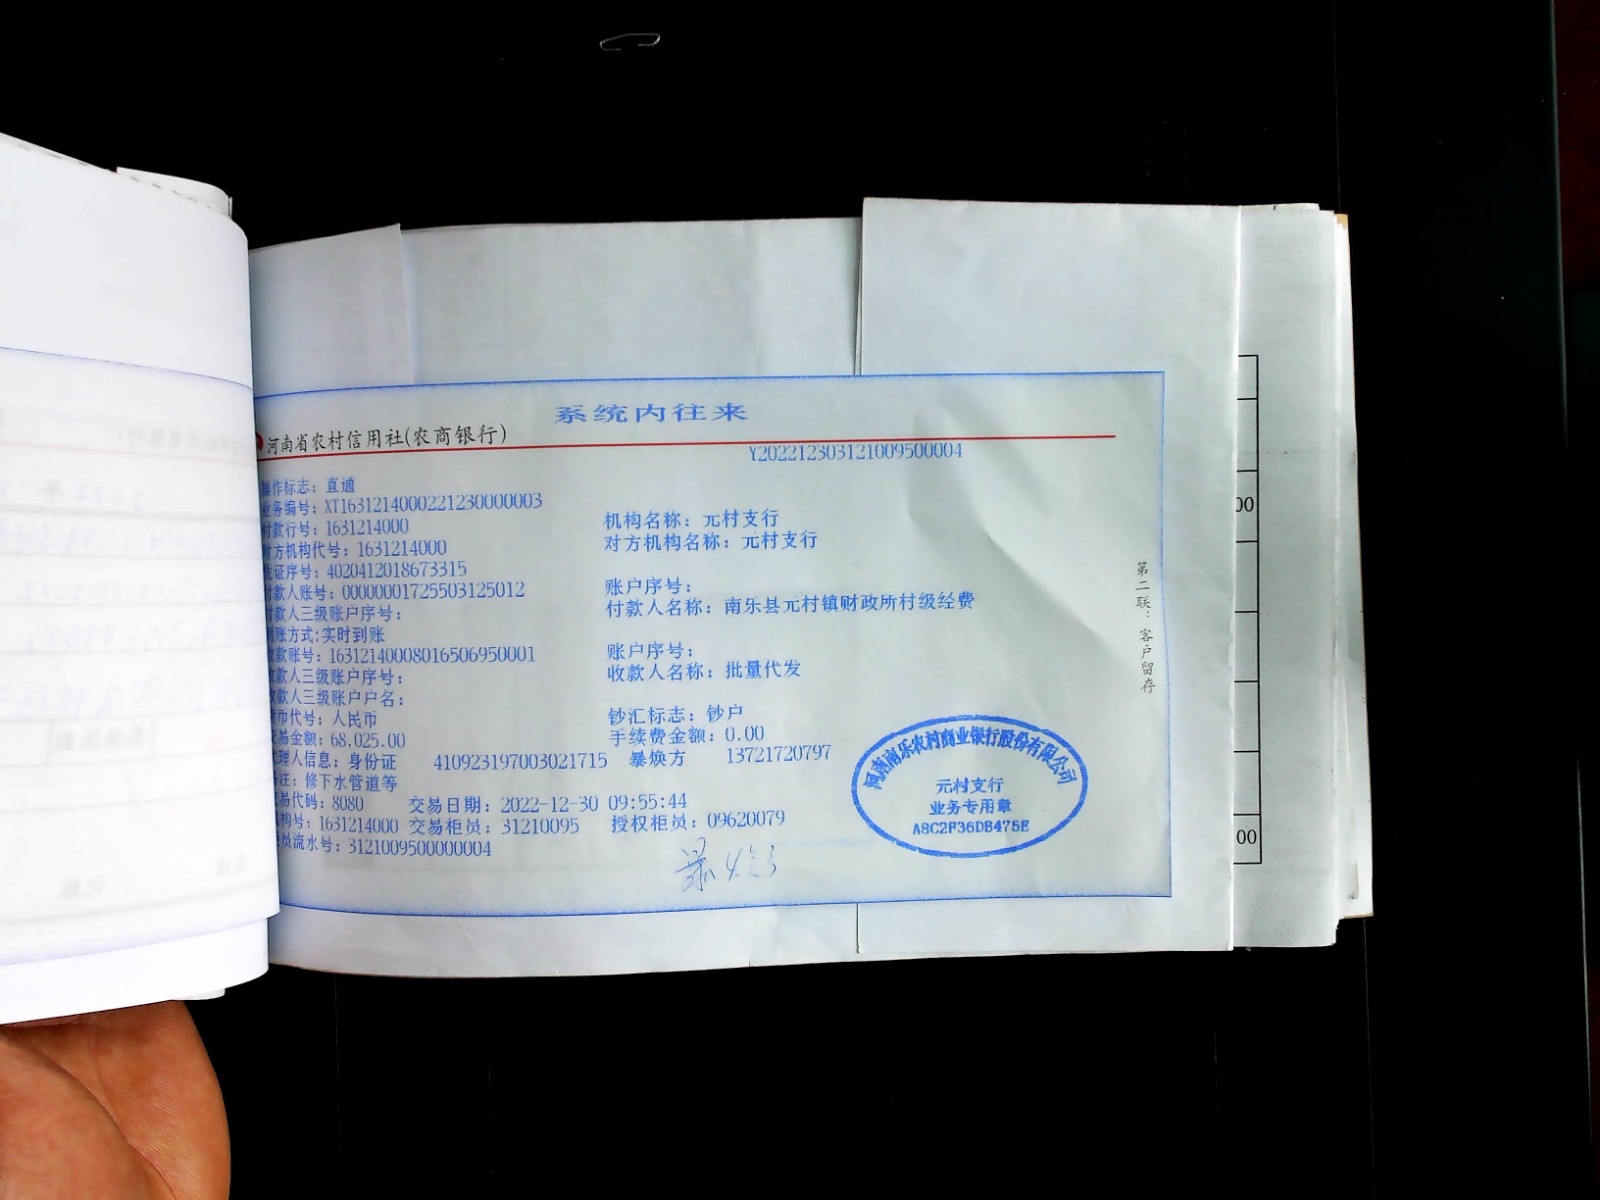 系统内往来
河南省农村信用社(农商银行)
Y202212303121009500004
操作标志：直通
业务编号：XT1631214000221230000003
付款行号：1631214000 机构名称：元村支行
对方机构代号：1631214000 对方机构名称：元村支行
凭证序号：4020412018673315
付款人账号：00000001725503125012 账户序号：
付款人三级账户序号： 付款人名称：南乐县元村镇财政所村级经费
到账方式:实时到账
收款账号：16312140008016506950001 账户序号：
收款人三级账户序号： 收款人名称：批量代发
收款人三级账户户名：
货币代号：人民币 钞汇标志：钞户
交易金额：68,025.00 手续费金额：0.00
代理人信息：身份证 410923197003021715 暴焕方 13721720797
备注：修下水管道等
交易代码：8080 交易日期：2022-12-30 09:55:44
机构号：1631214000 交易柜员：31210095 授权柜员：09620079
柜员流水号：3121009500000004
暴焕方
河南南乐农村商业银行股份有限公司
元村支行
业务专用章
A8C2F36DB475E
第二联：客户留存
00
00